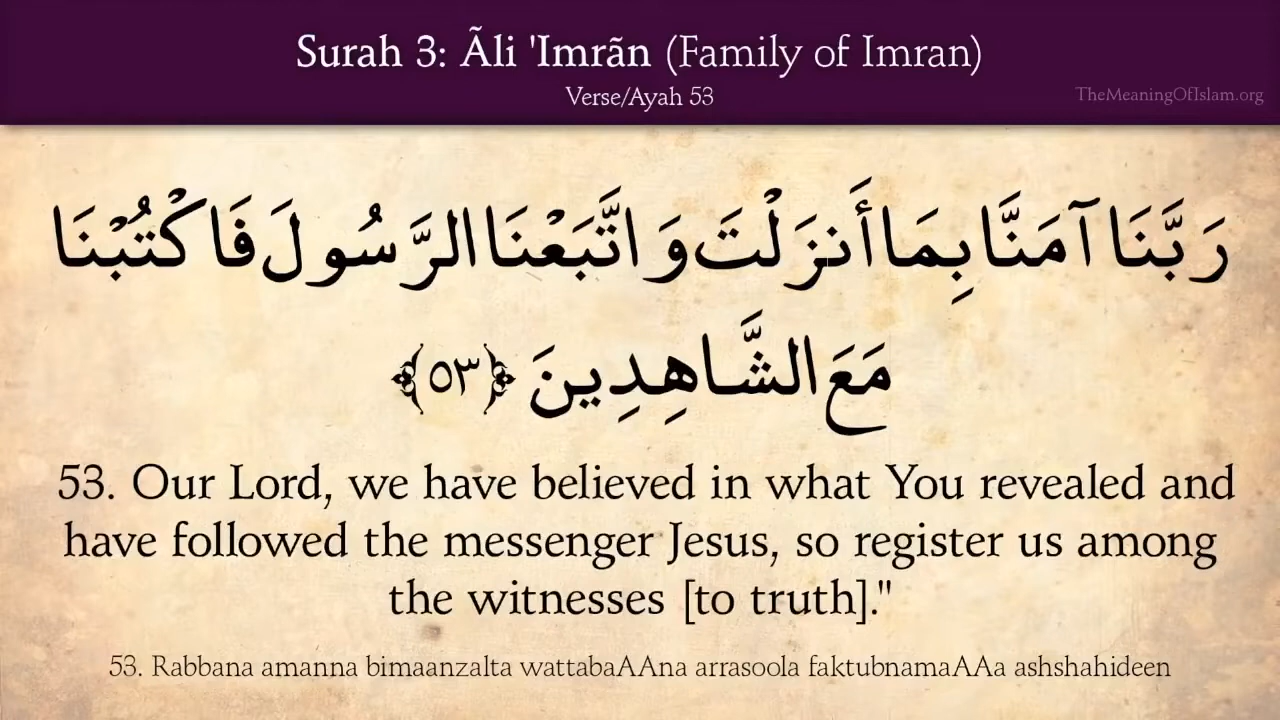 Surah 3: Ãli 'Imrãn (Family of Imran)
Verse/Ayah 53
TheMeaningOfIslam.org
رَبَّنَا آمَنَّا بِمَا أَنزَلْتَ وَاتَّبَعْنَا الرَّسُولَ فَاكْتُبْنَا
مَعَ الشَّاهِدِينَ ﴿٥٣﴾
53. Our Lord, we have believed in what You revealed and
have followed the messenger Jesus, so register us among
the witnesses [to truth]."
53. Rabbana amanna bimaanzalta wattabaAAna arrasoola faktubnamaAAa ashshahideen